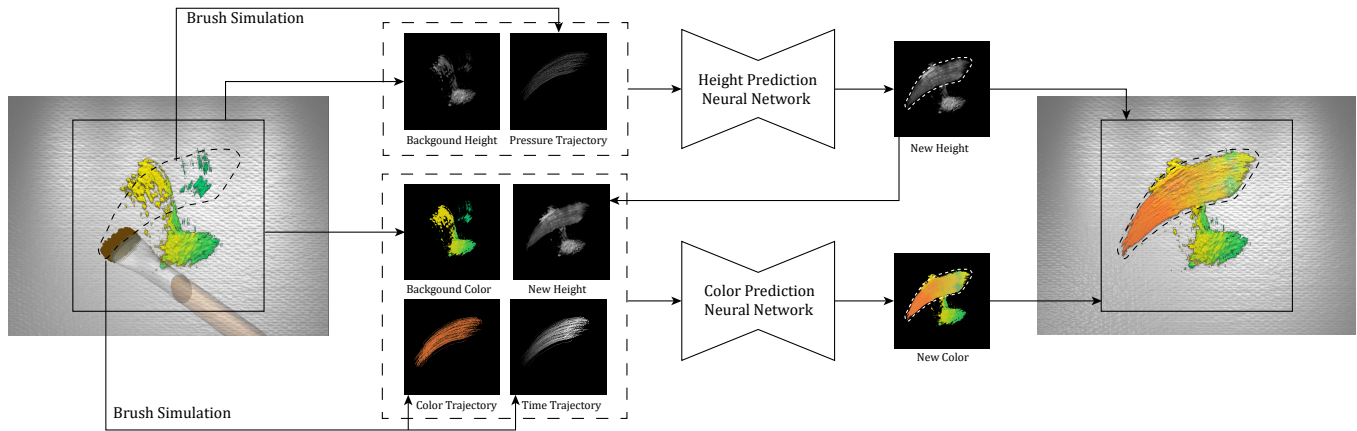 Brush Simulation
Backgound Height
Pressure Trajectory
Height Prediction
Neural Network
New Height
Backgound Color
New Height
Color Prediction
Neural Network
Color Trajectory
Time Trajectory
New Color
Brush Simulation